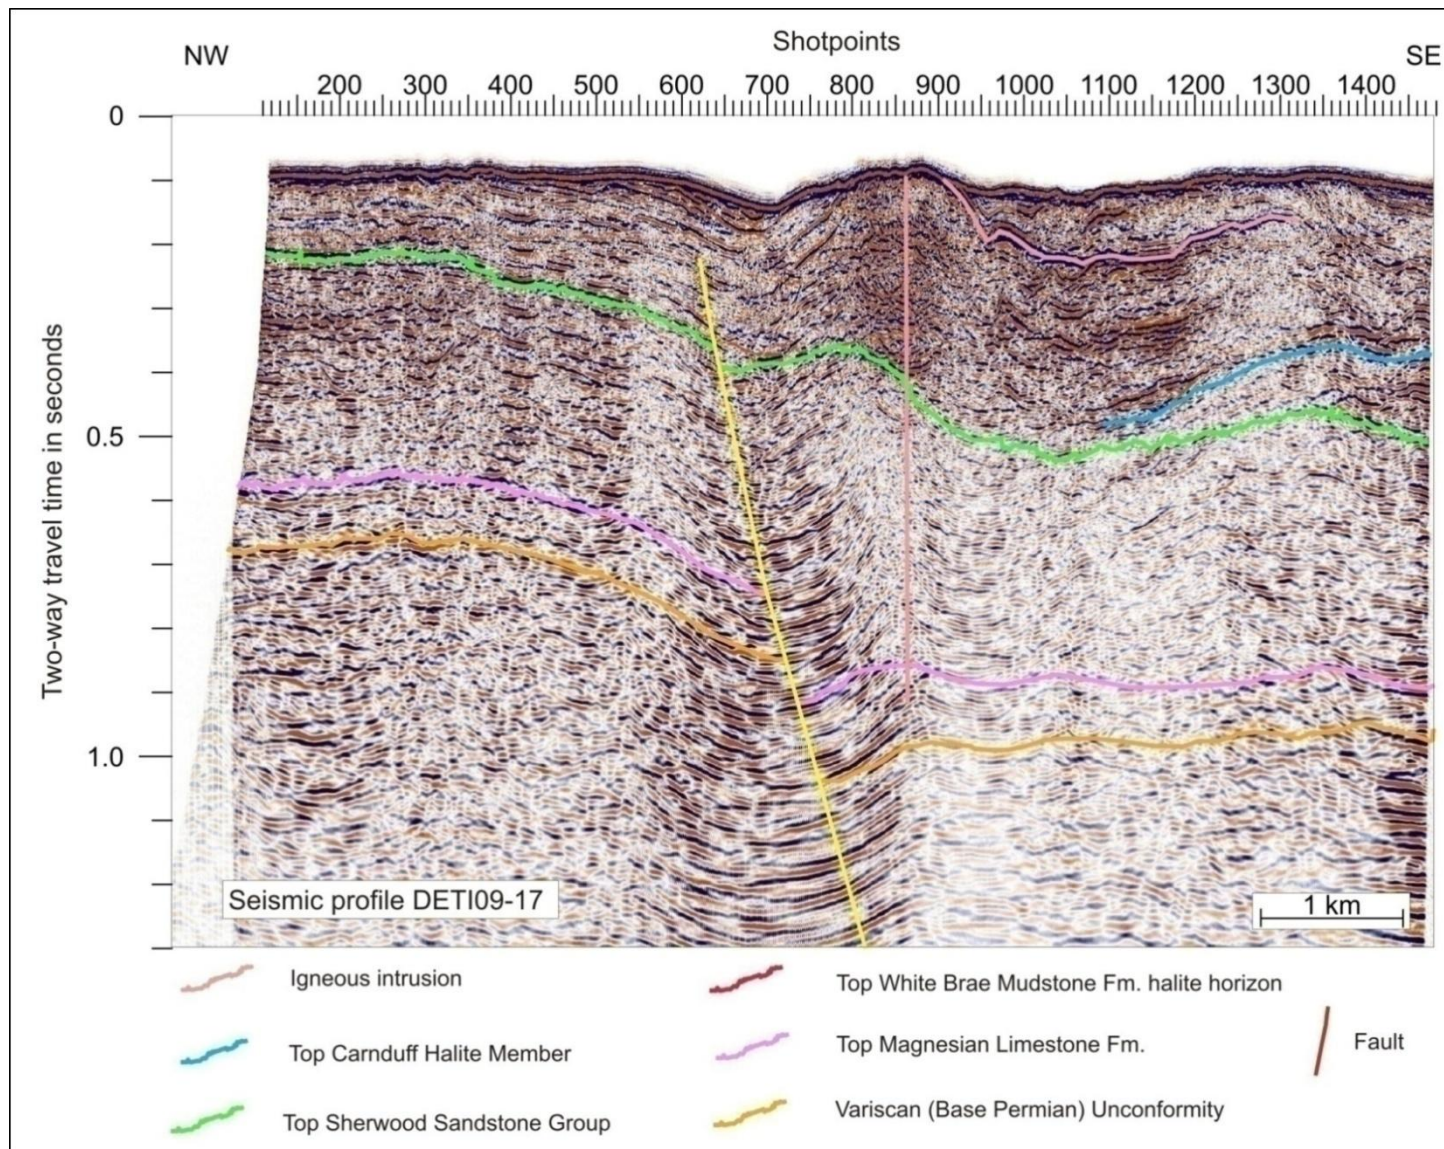 Shotpoints
NW
SE
200 300 400 500 600 700 800 900 1000 1100 1200 1300 1400
0
0.5
1.0
Two-way travel time in seconds
Seismic profile DETI09-17
1 km
Igneous intrusion
Top White Brae Mudstone Fm. halite horizon
Top Carnduff Halite Member
Top Magnesian Limestone Fm.
Fault
Top Sherwood Sandstone Group
Variscan (Base Permian) Unconformity